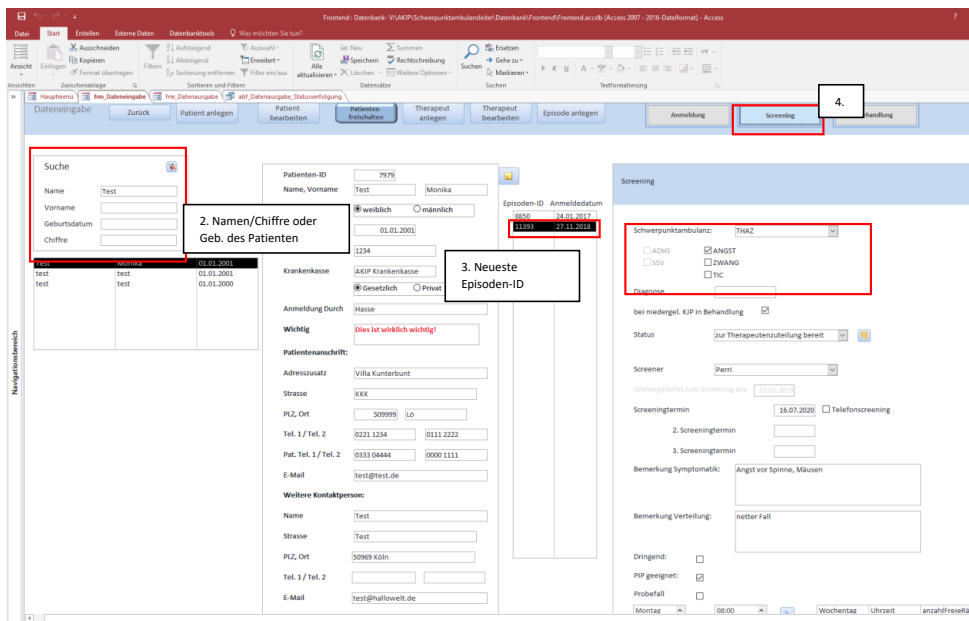 Frontend : Datenbank- V:\AKIP\Schwerpunktambulanzleiter\Datenbank\Frontend\Frontend.accdb (Access 2007 - 2016-Dateiformat) - Access ?
Datei Start Erstellen Externe Daten Datenbanktools Was möchten Sie tun?
Ansicht Einfügen Ausschneiden Kopieren Format übertragen Filtern Aufsteigend Absteigend Sortierung entfernen Auswahl Erweitert Filter ein/aus Alle aktualisieren Neu Speichern Löschen Summen Rechtschreibung Weitere Optionen Suchen Ersetzen Gehe zu Markieren F K U A
Ansichten Zwischenablage Sortieren und Filtern Datensätze Suchen Textformatierung
» Hauptmenü frm_Dateneingabe frm_Datenausgabe abf_Datenausgabe_Statusverfolgung
Dateneingabe Zurück Patient anlegen Patient bearbeiten Patienten freischalten Therapeut anlegen Therapeut bearbeiten Episode anlegen Anmeldung Screening ehandlung
4.
Suche
Name Test
Vorname
Geburtsdatum
Chiffre
2. Namen/Chiffre oder
Geb. des Patienten
Test Monika 01.01.2001
test test 01.01.2001
test test 01.01.2000
Navigationsbereich
Patienten-ID 7979
Name, Vorname Test Monika
weiblich männlich
01.01.2001
1234
Krankenkasse AKIP Krankenkasse
Gesetzlich Privat
Anmeldung Durch Hasse
Wichtig Dies ist wirklich wichtig!
Patientenanschrift:
Adresszusatz Villa Kunterbunt
Strasse KKK
PLZ, Ort 509999 Lö
Tel. 1 / Tel. 2 0221 1234 0111 2222
Pat. Tel. 1 / Tel. 2 0333 04444 0000 1111
E-Mail test@test.de
Weitere Kontaktperson:
Name Test
Strasse Test
PLZ, Ort 50969 Köln
Tel. 1 / Tel. 2
E-Mail test@hallowelt.de
Episoden-ID Anmeldedatum
8850 24.01.2017
11393 27.11.2018
3. Neueste
Episoden-ID
Screening
Schwerpunktambulanz: THAZ
ADHS ANGST
SSV ZWANG
TIC
Diagnose
bei niedergel. KJP in Behandlung
Status zur Therapeutenzuteilung bereit
Screener Perri
Weitergeleitet zum Screening am: 27.01.2019
Screeningtermin 16.07.2020 Telefonscreening
2. Screeningtermin
3. Screeningtermin
Bemerkung Symptomatik: Angst vor Spinne, Mäusen
Bemerkung Verteilung: netter Fall
Dringend:
PIP geeignet:
Probefall
Montag 08:00 Wochentag Uhrzeit anzahlFreieRä